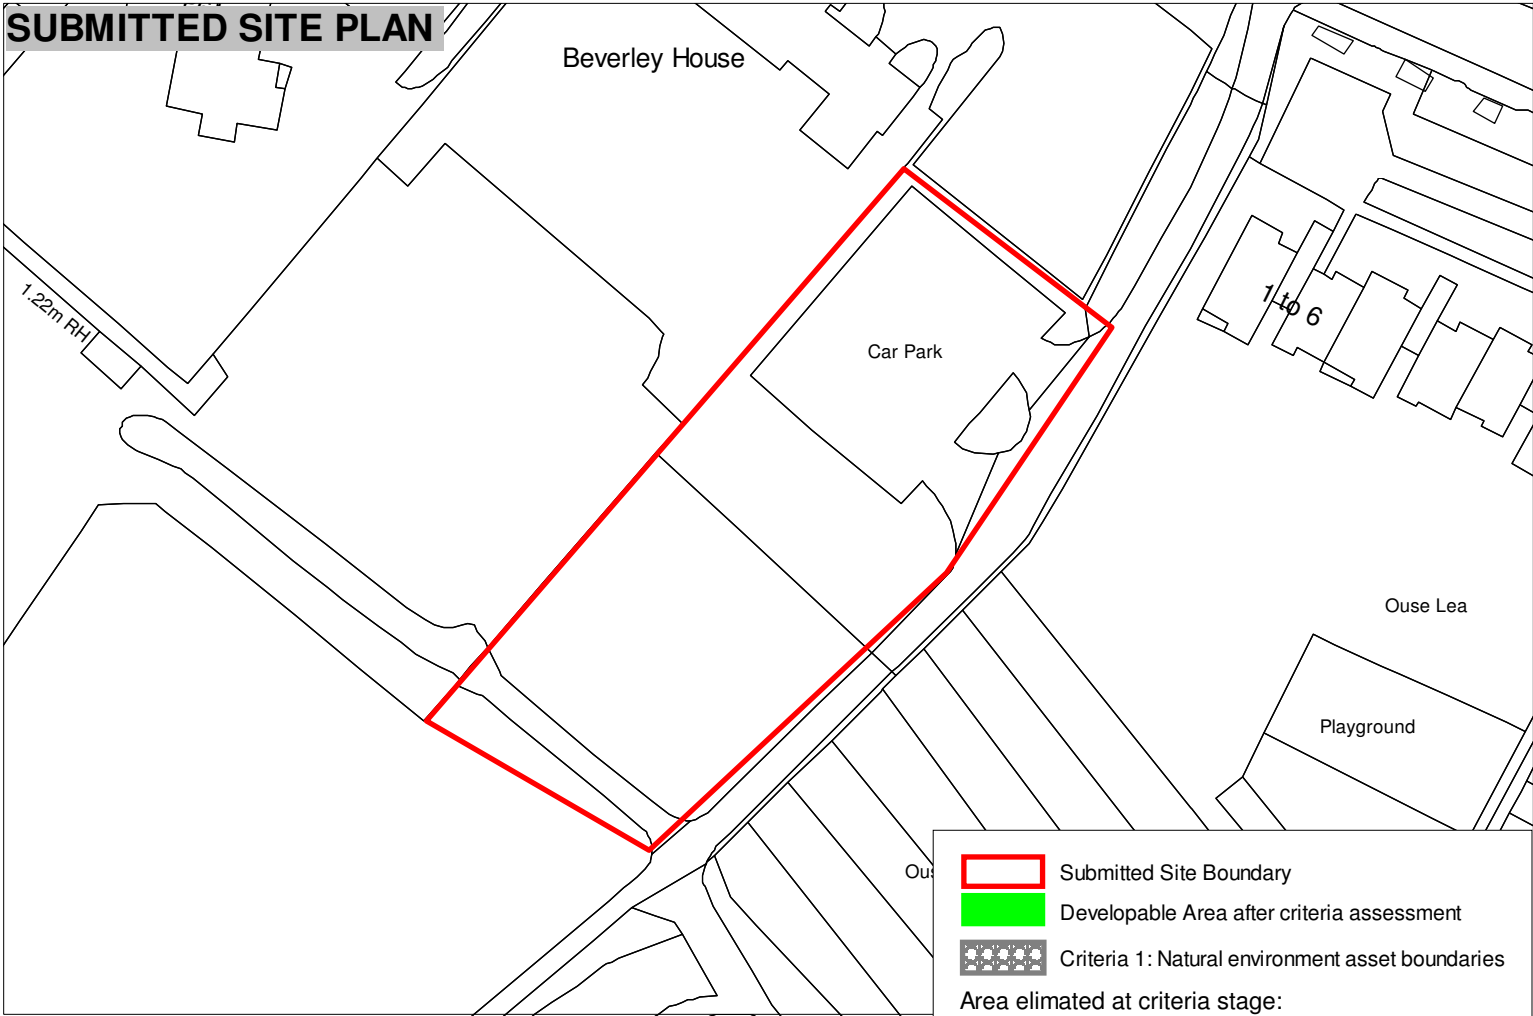 SUBMITTED SITE PLAN
Beverley House
1.22m RH
1 to 6
Car Park
Ouse Lea
Playground
Submitted Site Boundary
Developable Area after criteria assessment
Criteria 1: Natural environment asset boundaries
Area elimated at criteria stage: